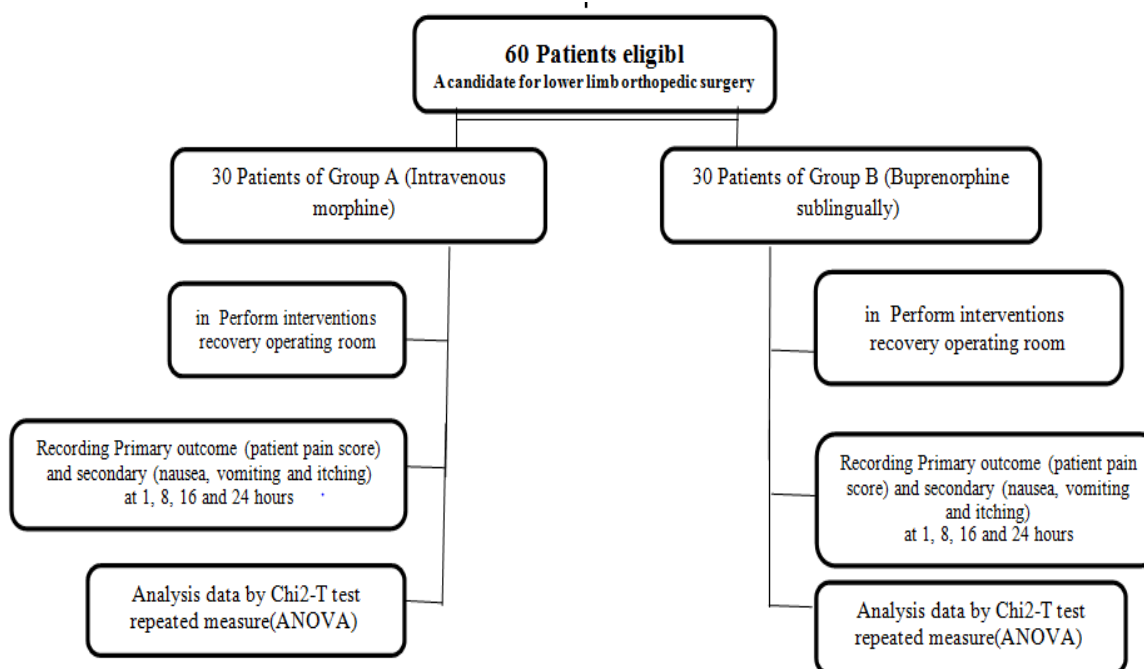 60 Patients eligibl
A candidate for lower limb orthopedic surgery
30 Patients of Group A (Intravenous
morphine)
30 Patients of Group B (Buprenorphine
sublingually)
in Perform interventions
recovery operating room
in Perform interventions
recovery operating room
Recording Primary outcome (patient pain score)
and secondary (nausea, vomiting and itching)
at 1, 8, 16 and 24 hours
Recording Primary outcome (patient pain
score) and secondary (nausea, vomiting
and itching)
at 1, 8, 16 and 24 hours
Analysis data by Chi2-T test
repeated measure(ANOVA)
Analysis data by Chi2-T test
repeated measure(ANOVA)